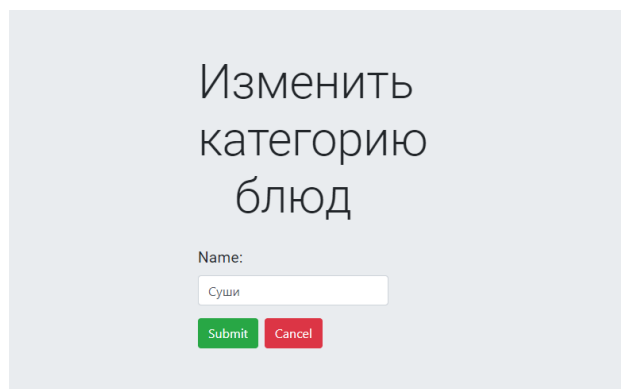 Изменить
категорию
блюд
Name:
Суши
Submit Cancel